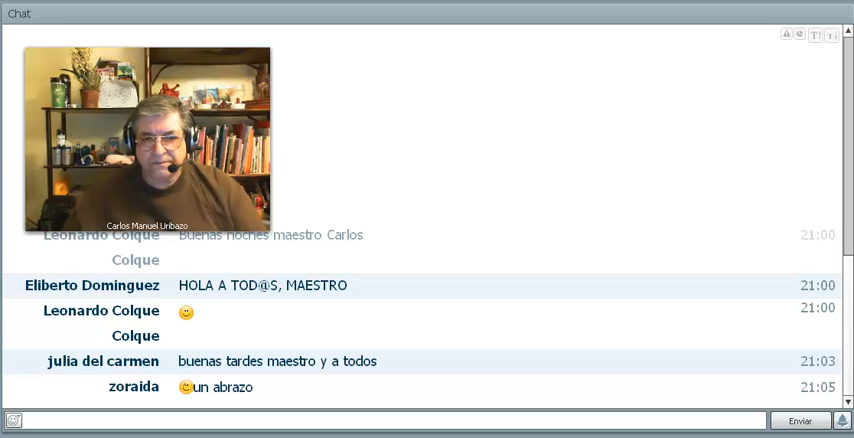 Chat
Carlos Manuel Uribazo
Leonardo Colque Buenas noches maestro Carlos 21:00
Colque
Eliberto Dominguez HOLA A TOD@S, MAESTRO 21:00
Leonardo Colque 21:00
Colque
julia del carmen buenas tardes maestro y a todos 21:03
zoraida un abrazo 21:05
Enviar